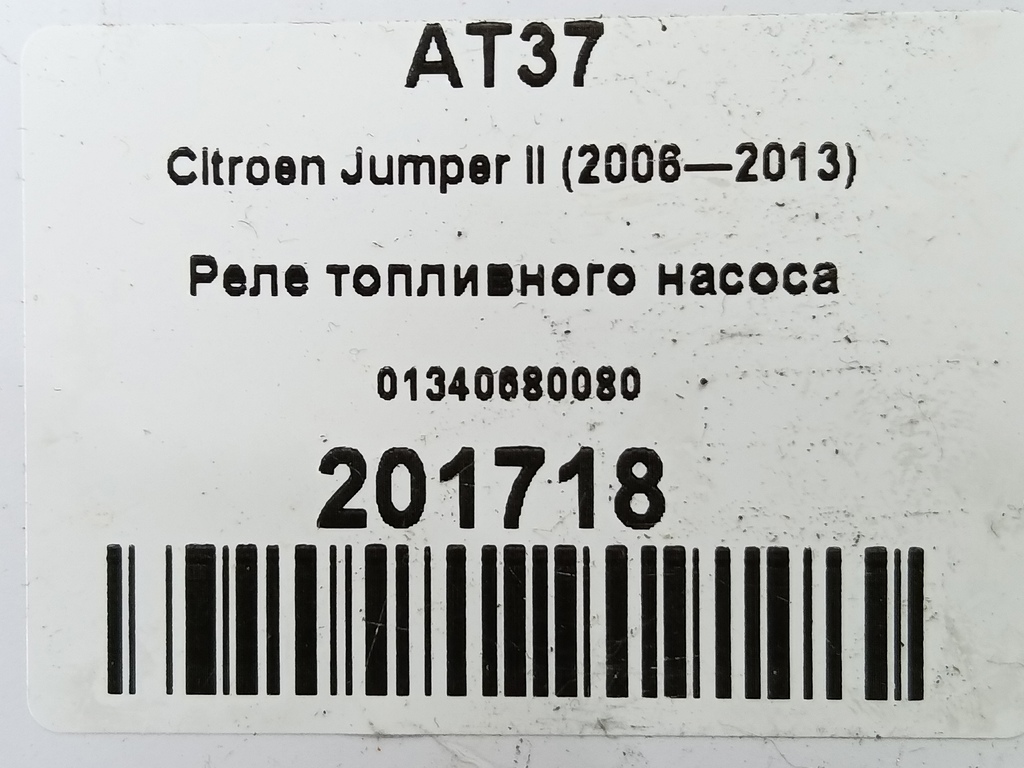 AT37
Citroen Jumper II (2006—2013)
Реле топливного насоса
01340680080
201718